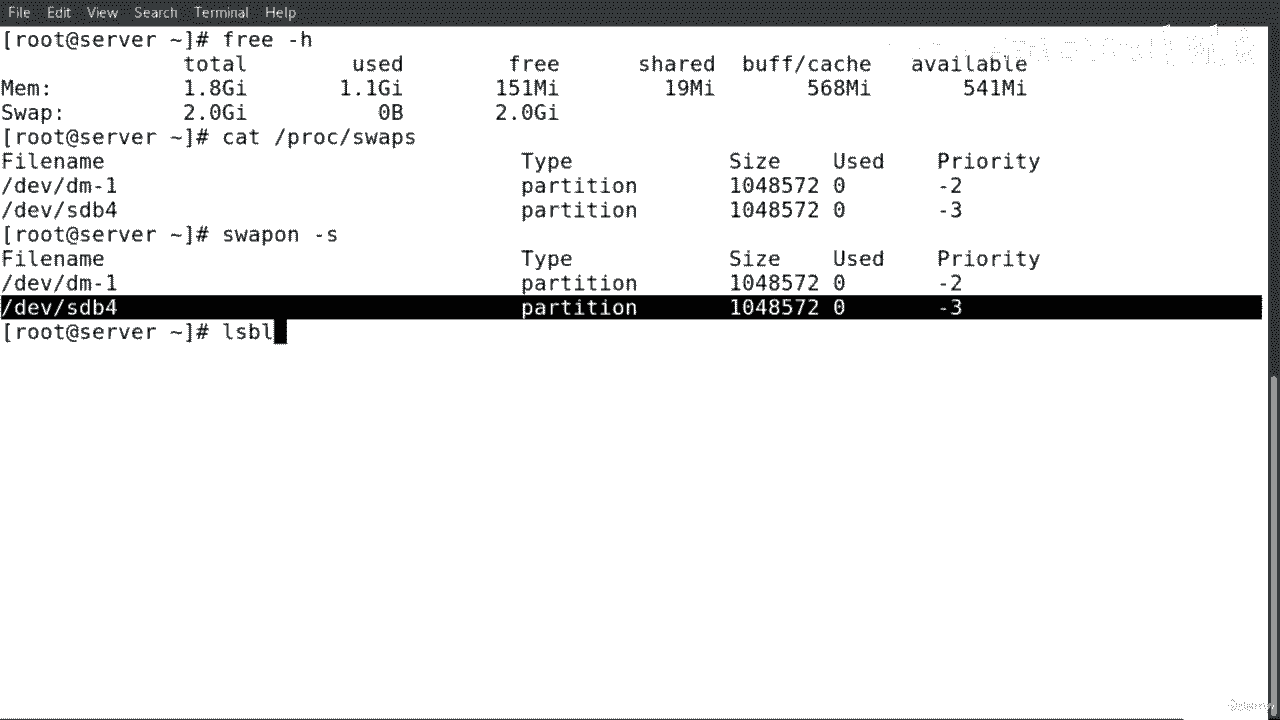 File Edit View Search Terminal Help
[root@server ~]# free -h
              total        used        free      shared  buff/cache   available
Mem:          1.8Gi       1.1Gi       151Mi        19Mi       568Mi       541Mi
Swap:         2.0Gi          0B       2.0Gi
[root@server ~]# cat /proc/swaps
Filename                                Type            Size    Used    Priority
/dev/dm-1                               partition       1048572 0       -2
/dev/sdb4                               partition       1048572 0       -3
[root@server ~]# swapon -s
Filename                                Type            Size    Used    Priority
/dev/dm-1                               partition       1048572 0       -2
/dev/sdb4                               partition       1048572 0       -3
[root@server ~]# lsbl